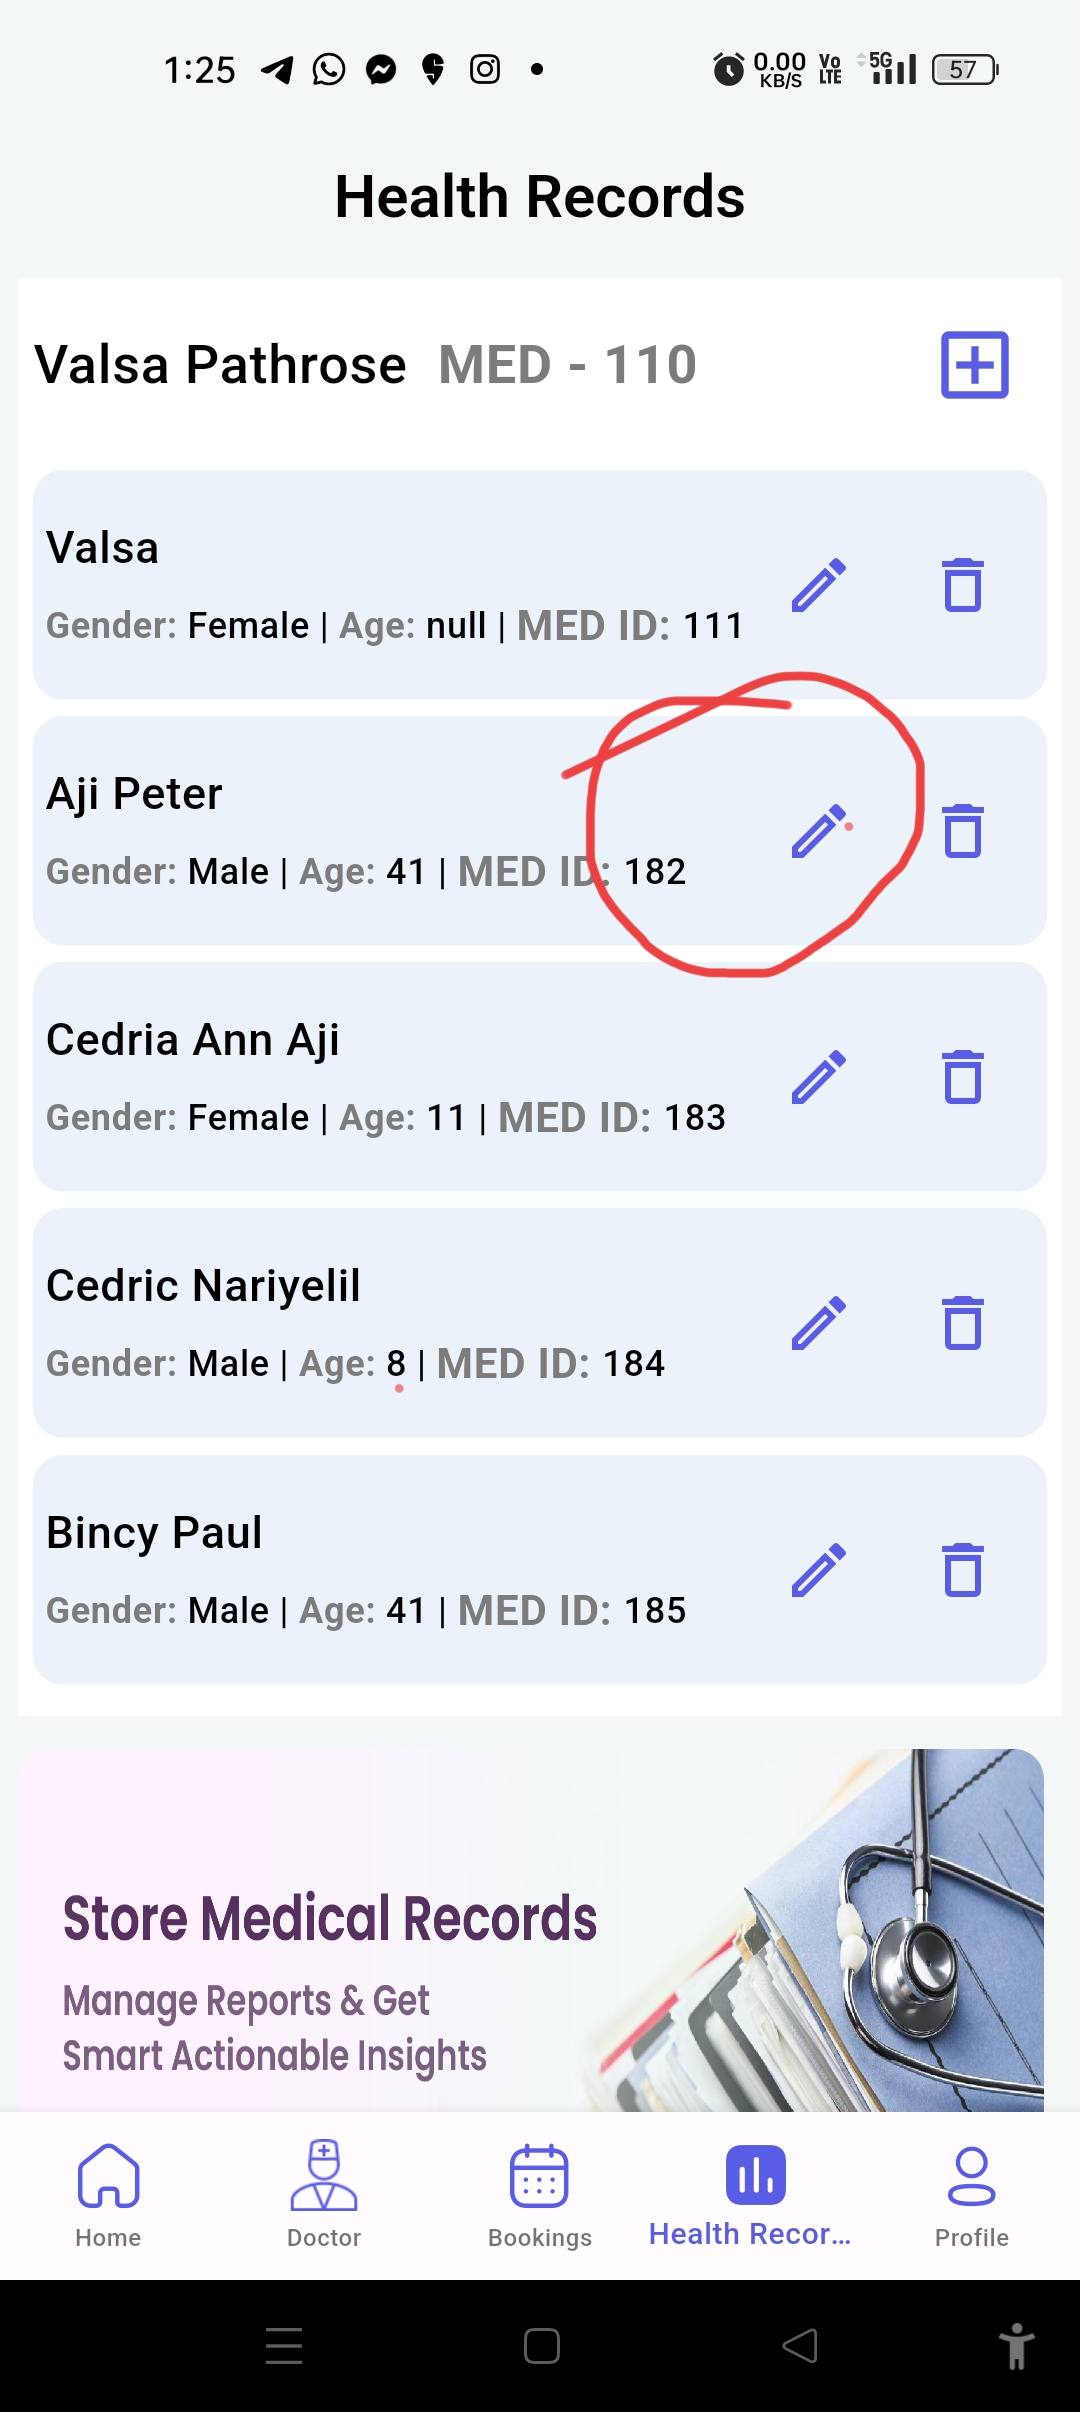 1:25
0.00 KB/S Vo LTE 5G 57
Health Records
Valsa Pathrose MED - 110
Valsa
Gender: Female | Age: null | MED ID: 111
Aji Peter
Gender: Male | Age: 41 | MED ID: 182
Cedria Ann Aji
Gender: Female | Age: 11 | MED ID: 183
Cedric Nariyelil
Gender: Male | Age: 8 | MED ID: 184
Bincy Paul
Gender: Male | Age: 41 | MED ID: 185
Store Medical Records
Manage Reports & Get
Smart Actionable Insights
Home Doctor Bookings Health Recor... Profile